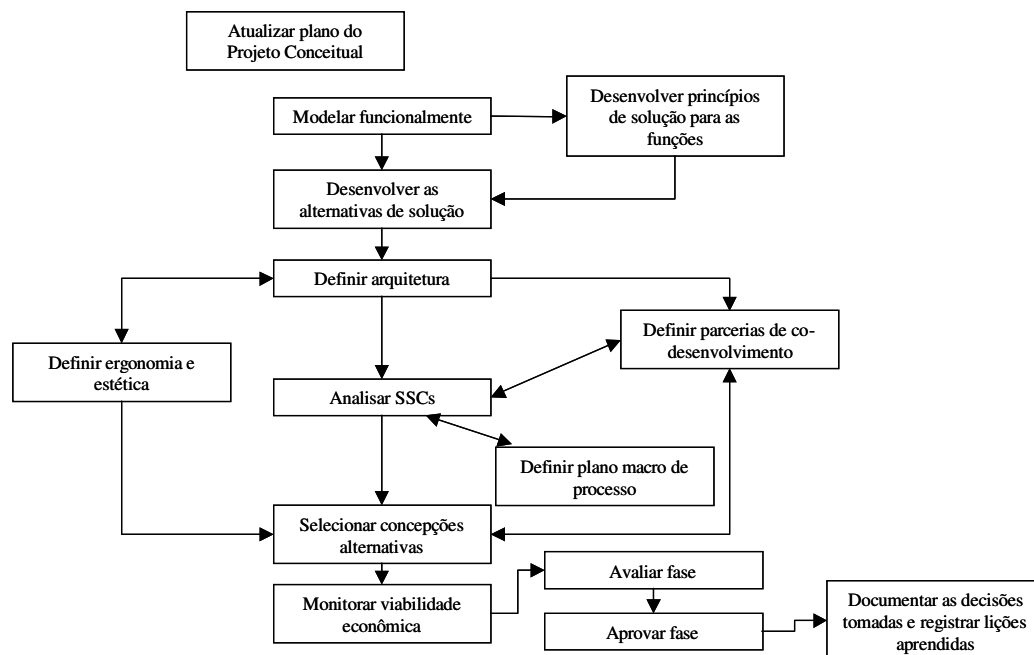 Atualizar plano do
Projeto Conceitual
Modelar funcionalmente
Desenvolver princípios
de solução para as
funções
Desenvolver as
alternativas de solução
Definir arquitetura
Definir parcerias de co-
desenvolvimento
Definir ergonomia e
estética
Analisar SSCs
Definir plano macro de
processo
Selecionar concepções
alternativas
Monitorar viabilidade
econômica
Avaliar fase
Aprovar fase
Documentar as decisões
tomadas e registrar lições
aprendidas